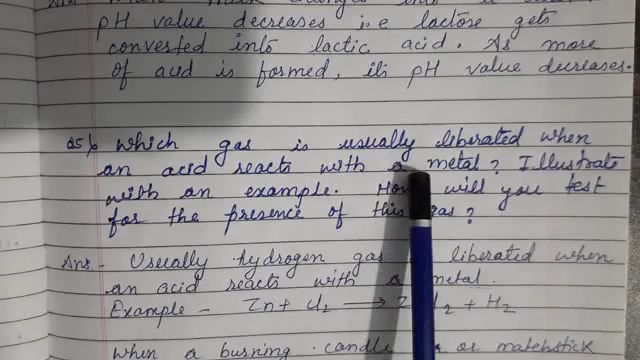 pH value decreases i.e lactose gets
converted into lactic acid. As more
of acid is formed, its pH value decreases.
Q5) Which gas is usually liberated when
an acid reacts with a metal? Illustrate
with an example. How will you test
for the presence of this gas?
Ans:- Usually hydrogen gas liberated when
an acid reacts with a metal.
Example - Zn + Cl2 → Z l2 + H2
When a burning candle or matchstick